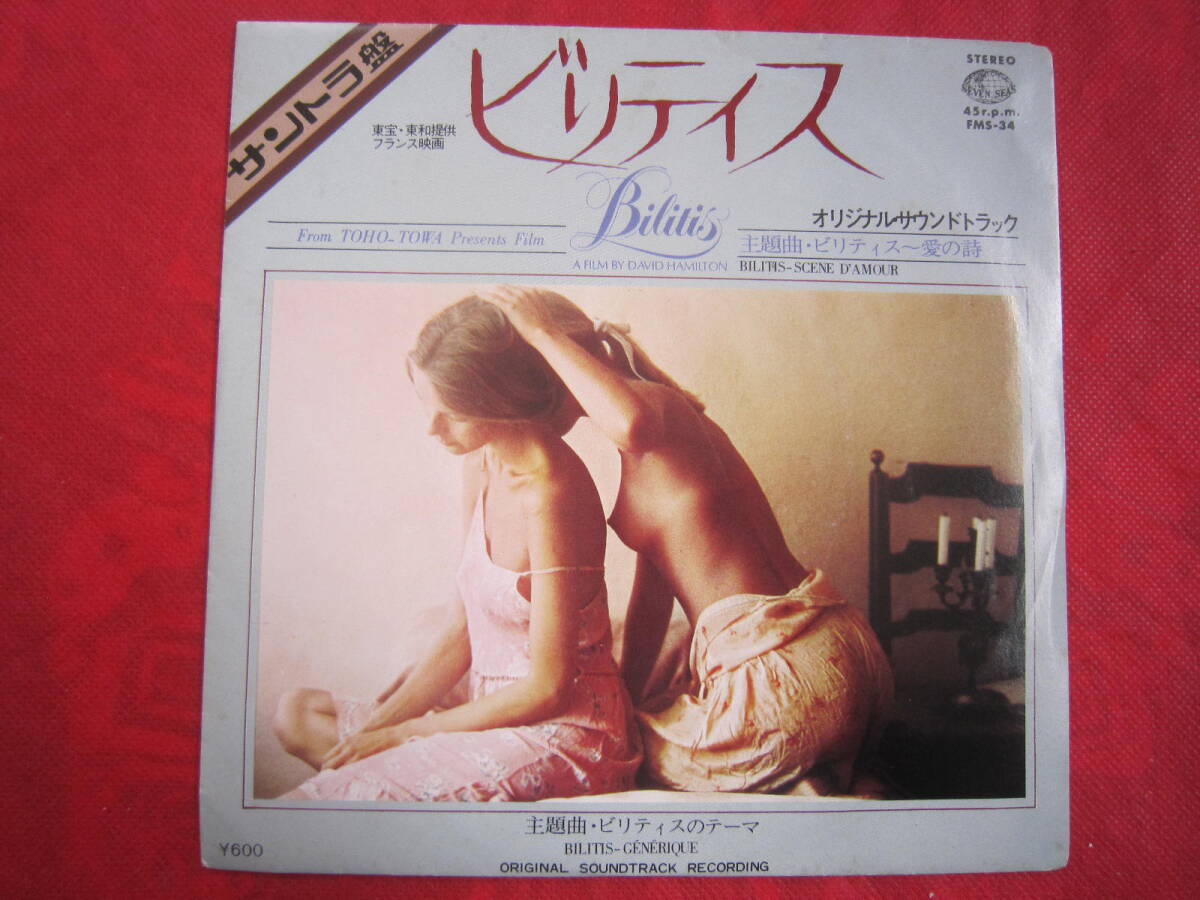 サントラ盤
ビリティス
東宝・東和提供
フランス映画
STEREO
SEVEN SEAS
45r.p.m.
FMS-34
Bilitis
A FILM BY DAVID HAMILTON
From TOHO-TOWA Presents Film
オリジナル・サウンドトラック
主題曲・ビリティス〜愛の詩
BILITIS-SCENE D'AMOUR
主題曲・ビリティスのテーマ
BILITIS-GÉNÉRIQUE
¥600
ORIGINAL SOUNDTRACK RECORDING